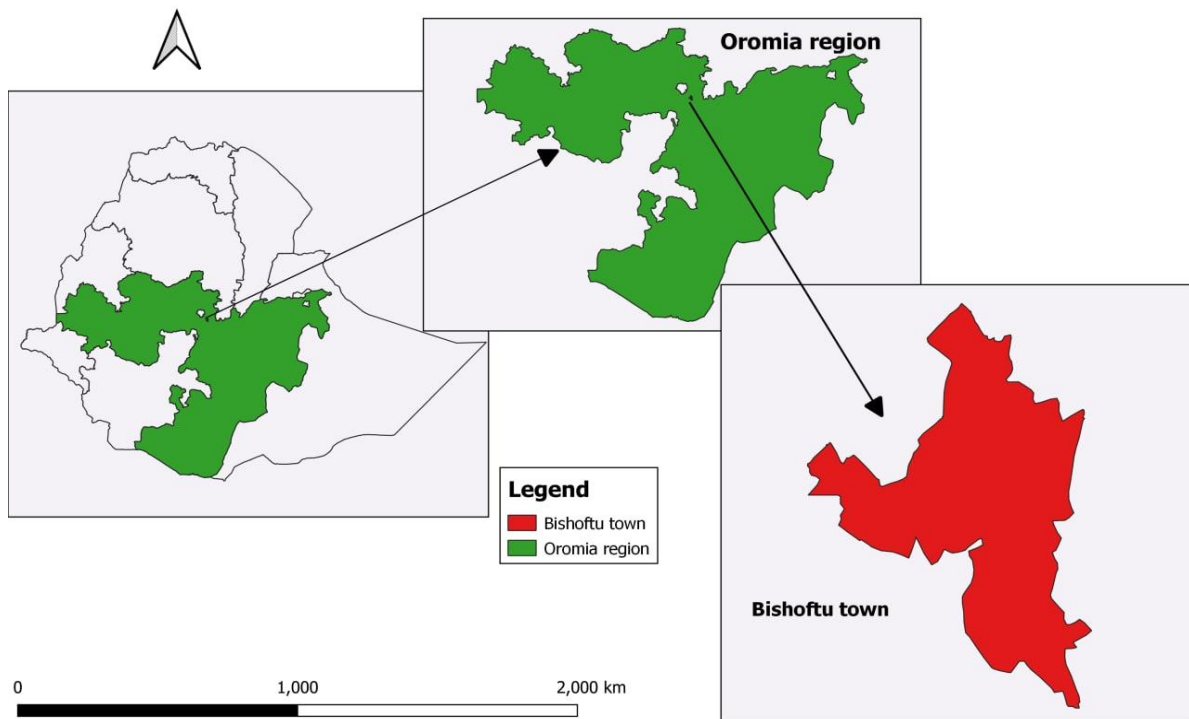 Oromia region
Legend
Bishoftu town
Oromia region
Bishoftu town
0 1,000 2,000 km